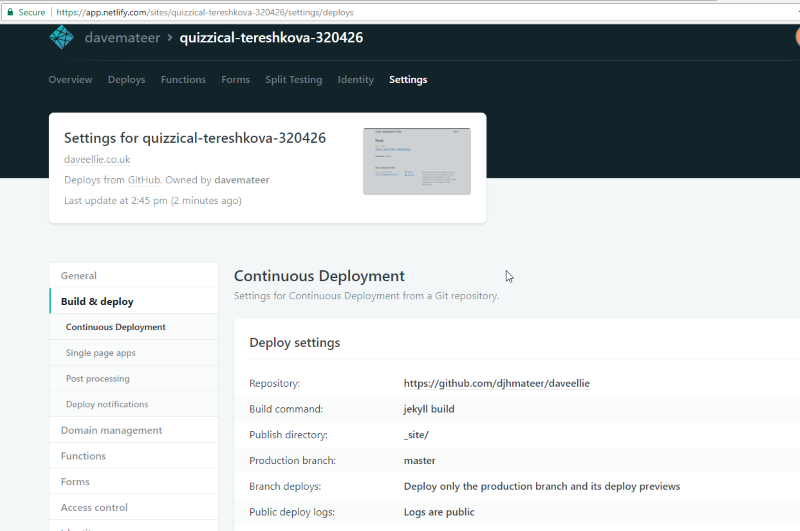 Secure https://app.netlify.com/sites/quizzical-tereshkova-320426/settings/deploys
davemateer > quizzical-tereshkova-320426
Overview Deploys Functions Forms Split Testing Identity Settings
Settings for quizzical-tereshkova-320426
daveellie.co.uk
Deploys from GitHub. Owned by davemateer
Last update at 2:45 pm (2 minutes ago)
General
Build & deploy
Continuous Deployment
Single page apps
Post processing
Deploy notifications
Domain management
Functions
Forms
Access control
Identity
Continuous Deployment
Settings for Continuous Deployment from a Git repository.
Deploy settings
Repository: https://github.com/djhmateer/daveellie
Build command: jekyll build
Publish directory: _site/
Production branch: master
Branch deploys: Deploy only the production branch and its deploy previews
Public deploy logs: Logs are public